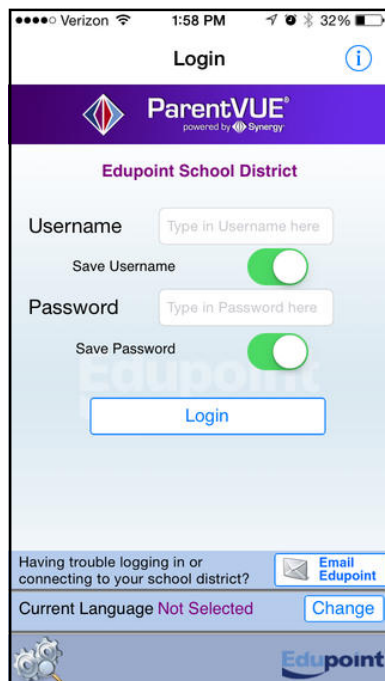 Verizon 1:58 PM 32%
Login
ParentVUE®
powered by Synergy
Edupoint School District
Username Type in Username here
Save Username
Password Type in Password here
Save Password
Edupoint
Login
Having trouble logging in or
connecting to your school district?
Email
Edupoint
Current Language Not Selected Change
Edupoint